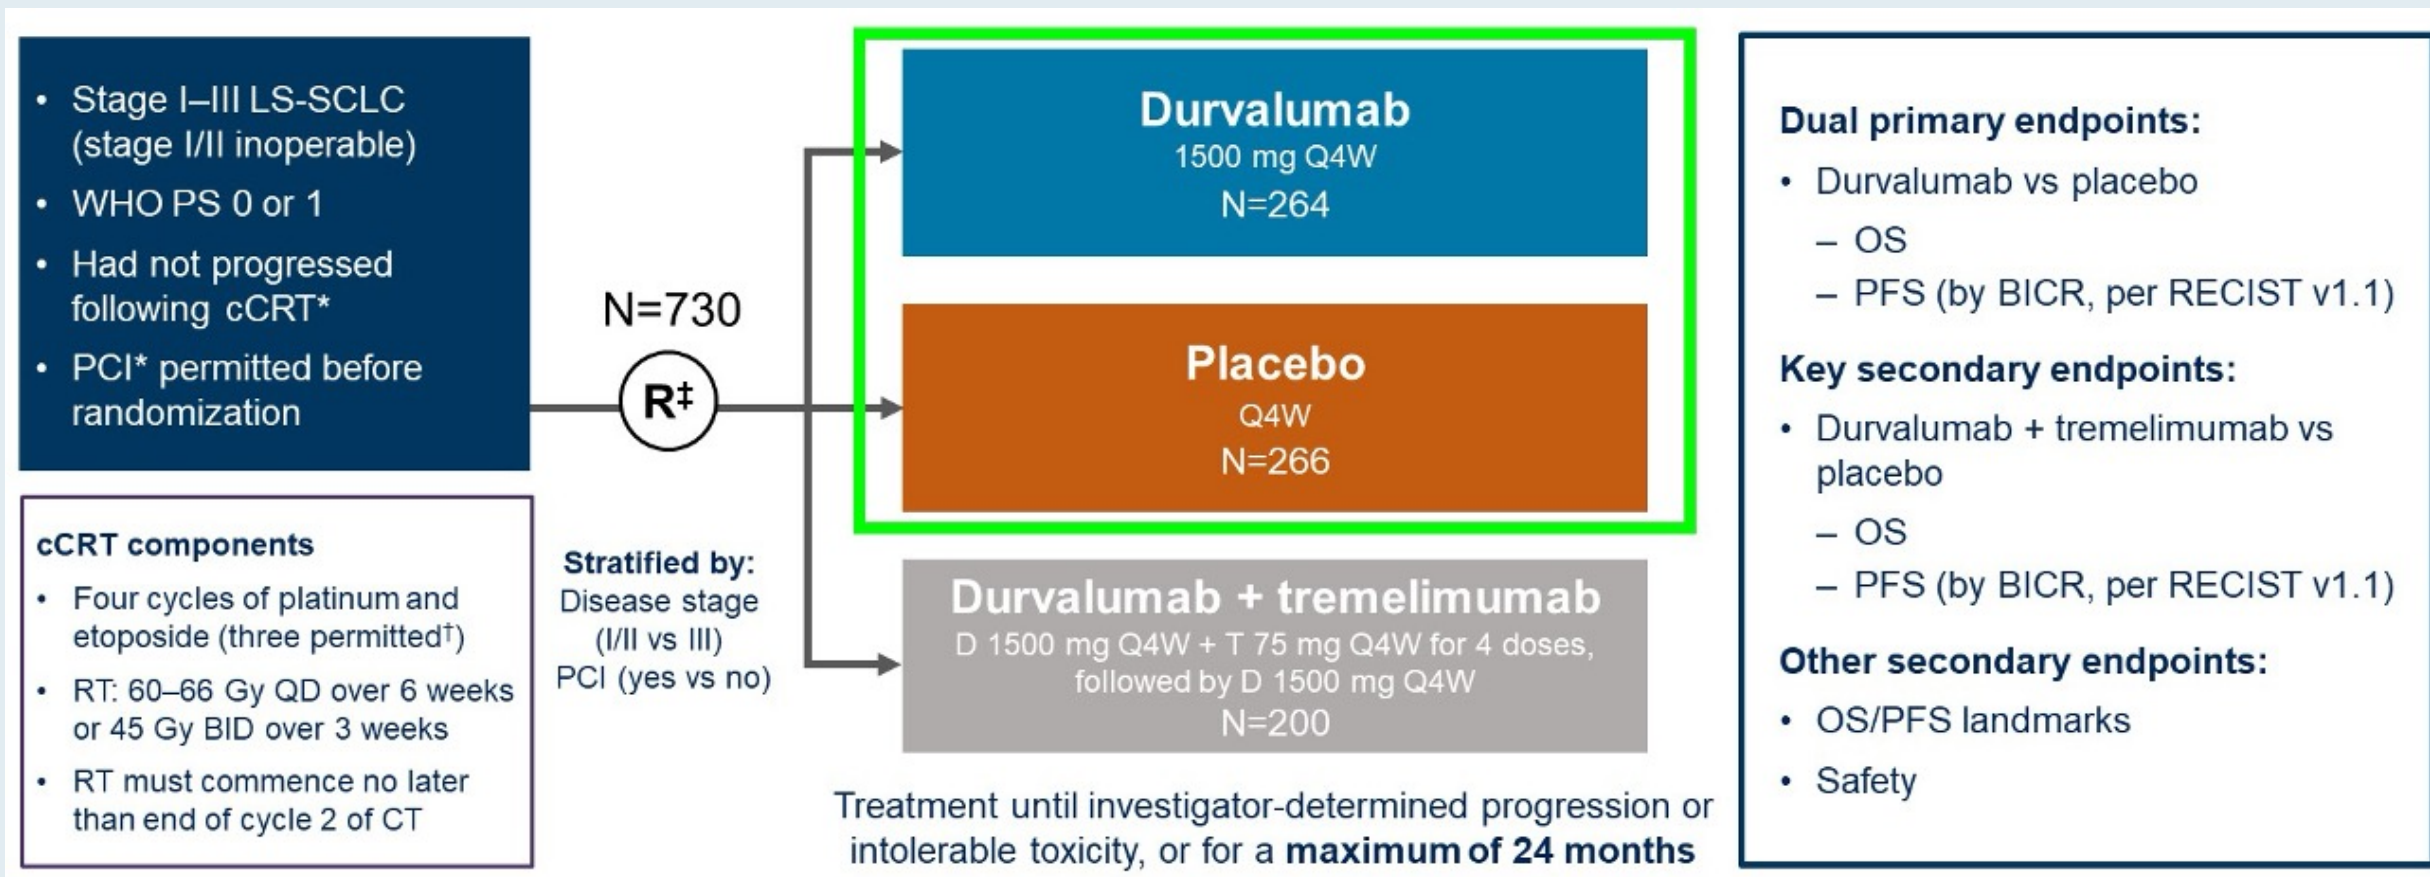 • Stage I–III LS-SCLC
(stage I/II inoperable)
• WHO PS 0 or 1
• Had not progressed
following cCRT*
• PCI* permitted before
randomization
cCRT components
• Four cycles of platinum and
etoposide (three permitted†)
• RT: 60–66 Gy QD over 6 weeks
or 45 Gy BID over 3 weeks
• RT must commence no later
than end of cycle 2 of CT
N=730
R‡
Stratified by:
Disease stage
(I/II vs III)
PCI (yes vs no)
Durvalumab
1500 mg Q4W
N=264
Placebo
Q4W
N=266
Durvalumab + tremelimumab
D 1500 mg Q4W + T 75 mg Q4W for 4 doses,
followed by D 1500 mg Q4W
N=200
Treatment until investigator-determined progression or
intolerable toxicity, or for a maximum of 24 months
Dual primary endpoints:
• Durvalumab vs placebo
– OS
– PFS (by BICR, per RECIST v1.1)
Key secondary endpoints:
• Durvalumab + tremelimumab vs
placebo
– OS
– PFS (by BICR, per RECIST v1.1)
Other secondary endpoints:
• OS/PFS landmarks
• Safety